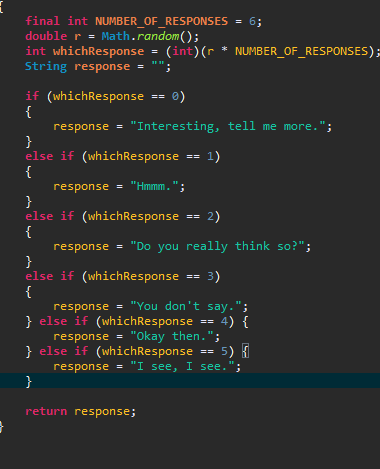 {
final int NUMBER_OF_RESPONSES = 6;
double r = Math.random();
int whichResponse = (int)(r * NUMBER_OF_RESPONSES);
String response = "";
if (whichResponse == 0)
{
response = "Interesting, tell me more.";
}
else if (whichResponse == 1)
{
response = "Hmmm.";
}
else if (whichResponse == 2)
{
response = "Do you really think so?";
}
else if (whichResponse == 3)
{
response = "You don't say.";
} else if (whichResponse == 4) {
response = "Okay then.";
} else if (whichResponse == 5) {
response = "I see, I see.";
}
return response;
}